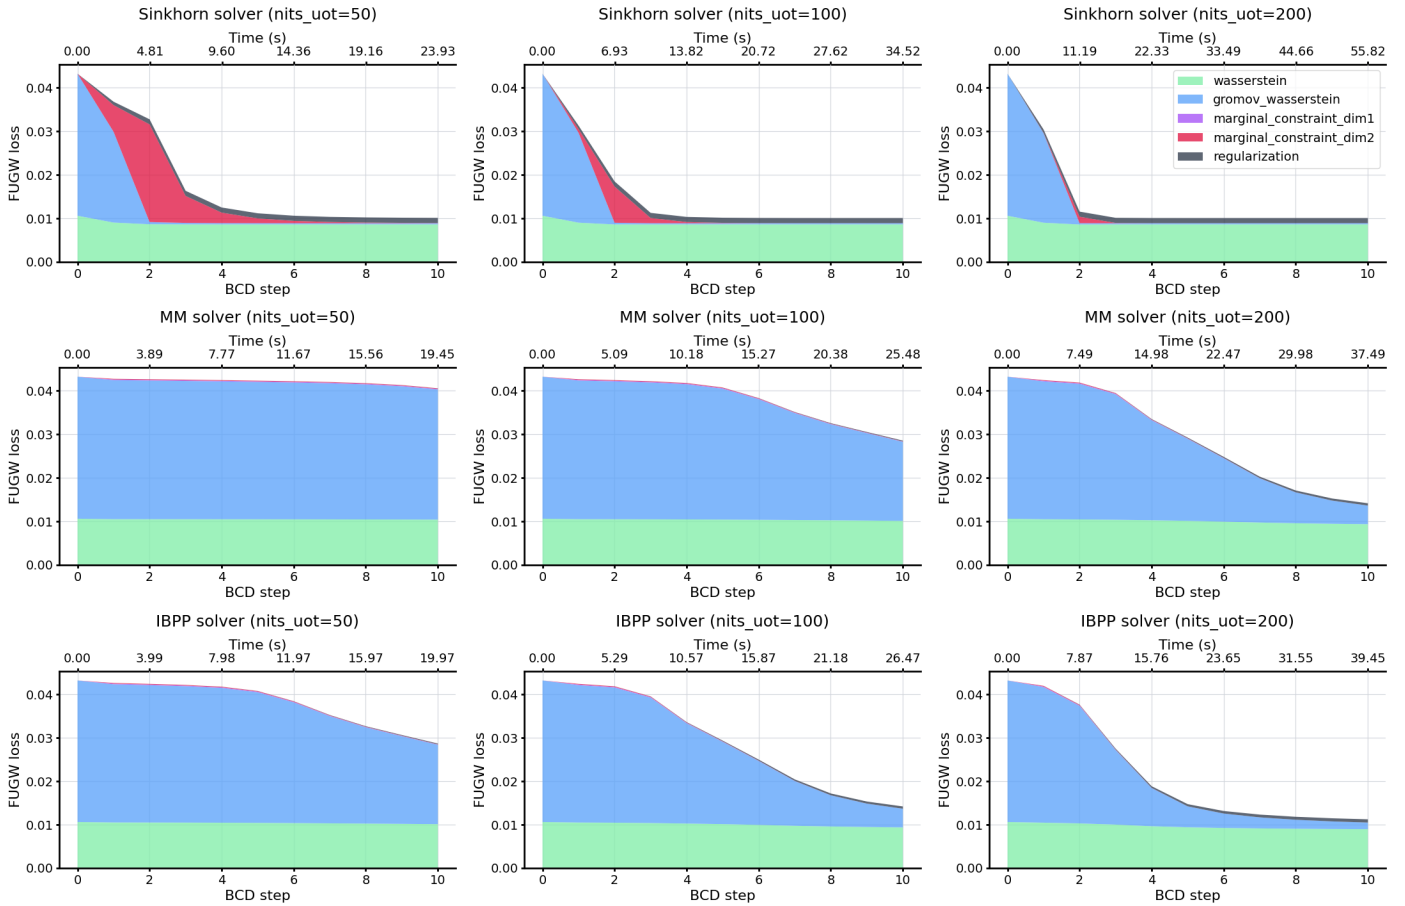 Sinkhorn solver (nits_uot=50)
Time (s)
0.00 4.81 9.60 14.36 19.16 23.93
FUGW loss
0.04
0.03
0.02
0.01
0.00
0 2 4 6 8 10
BCD step
Sinkhorn solver (nits_uot=100)
Time (s)
0.00 6.93 13.82 20.72 27.62 34.52
FUGW loss
0.04
0.03
0.02
0.01
0.00
0 2 4 6 8 10
BCD step
Sinkhorn solver (nits_uot=200)
Time (s)
0.00 11.19 22.33 33.49 44.66 55.82
FUGW loss
0.04
0.03
0.02
0.01
0.00
wasserstein
gromov_wasserstein
marginal_constraint_dim1
marginal_constraint_dim2
regularization
0 2 4 6 8 10
BCD step
MM solver (nits_uot=50)
Time (s)
0.00 3.89 7.77 11.67 15.56 19.45
FUGW loss
0.04
0.03
0.02
0.01
0.00
0 2 4 6 8 10
BCD step
MM solver (nits_uot=100)
Time (s)
0.00 5.09 10.18 15.27 20.38 25.48
FUGW loss
0.04
0.03
0.02
0.01
0.00
0 2 4 6 8 10
BCD step
MM solver (nits_uot=200)
Time (s)
0.00 7.49 14.98 22.47 29.98 37.49
FUGW loss
0.04
0.03
0.02
0.01
0.00
0 2 4 6 8 10
BCD step
IBPP solver (nits_uot=50)
Time (s)
0.00 3.99 7.98 11.97 15.97 19.97
FUGW loss
0.04
0.03
0.02
0.01
0.00
0 2 4 6 8 10
BCD step
IBPP solver (nits_uot=100)
Time (s)
0.00 5.29 10.57 15.87 21.18 26.47
FUGW loss
0.04
0.03
0.02
0.01
0.00
0 2 4 6 8 10
BCD step
IBPP solver (nits_uot=200)
Time (s)
0.00 7.87 15.76 23.65 31.55 39.45
FUGW loss
0.04
0.03
0.02
0.01
0.00
0 2 4 6 8 10
BCD step